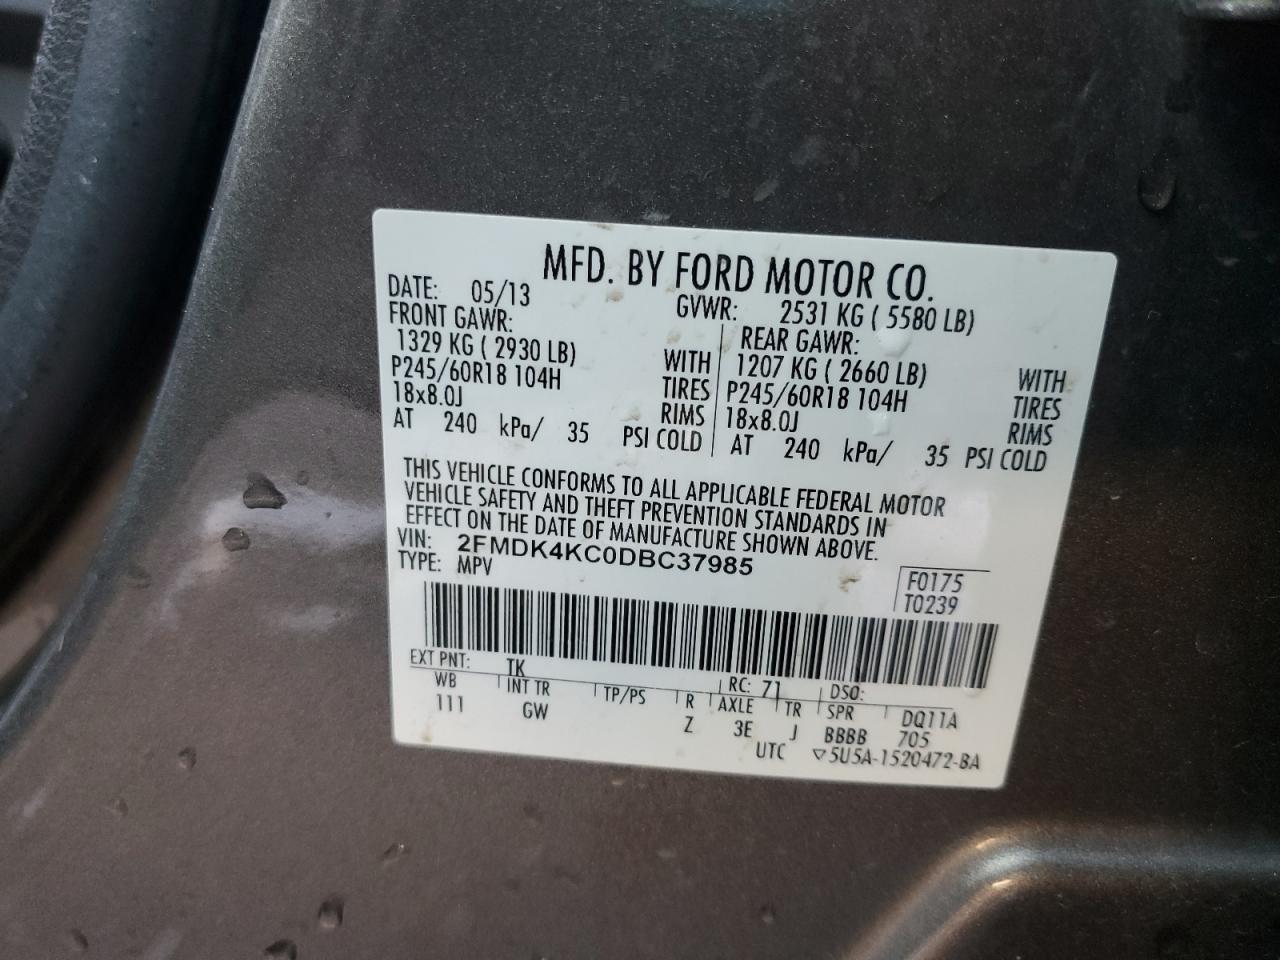 MFD. BY FORD MOTOR CO.
DATE: 05/13 GVWR: 2531 KG ( 5580 LB)
FRONT GAWR: REAR GAWR:
1329 KG ( 2930 LB) WITH 1207 KG ( 2660 LB) WITH
P245/60R18 104H TIRES P245/60R18 104H TIRES
18x8.0J RIMS 18x8.0J RIMS
AT 240 kPa/ 35 PSI COLD AT 240 kPa/ 35 PSI COLD
THIS VEHICLE CONFORMS TO ALL APPLICABLE FEDERAL MOTOR
VEHICLE SAFETY AND THEFT PREVENTION STANDARDS IN
EFFECT ON THE DATE OF MANUFACTURE SHOWN ABOVE.
VIN: 2FMDK4KC0DBC37985
TYPE: MPV
F0175
T0239
EXT PNT: TK RC: 71 DSO:
WB INT TR TP/PS R AXLE TR SPR DQ11A
111 GW Z 3E J BBBB 705
UTC ▽5U5A-1520472-BA